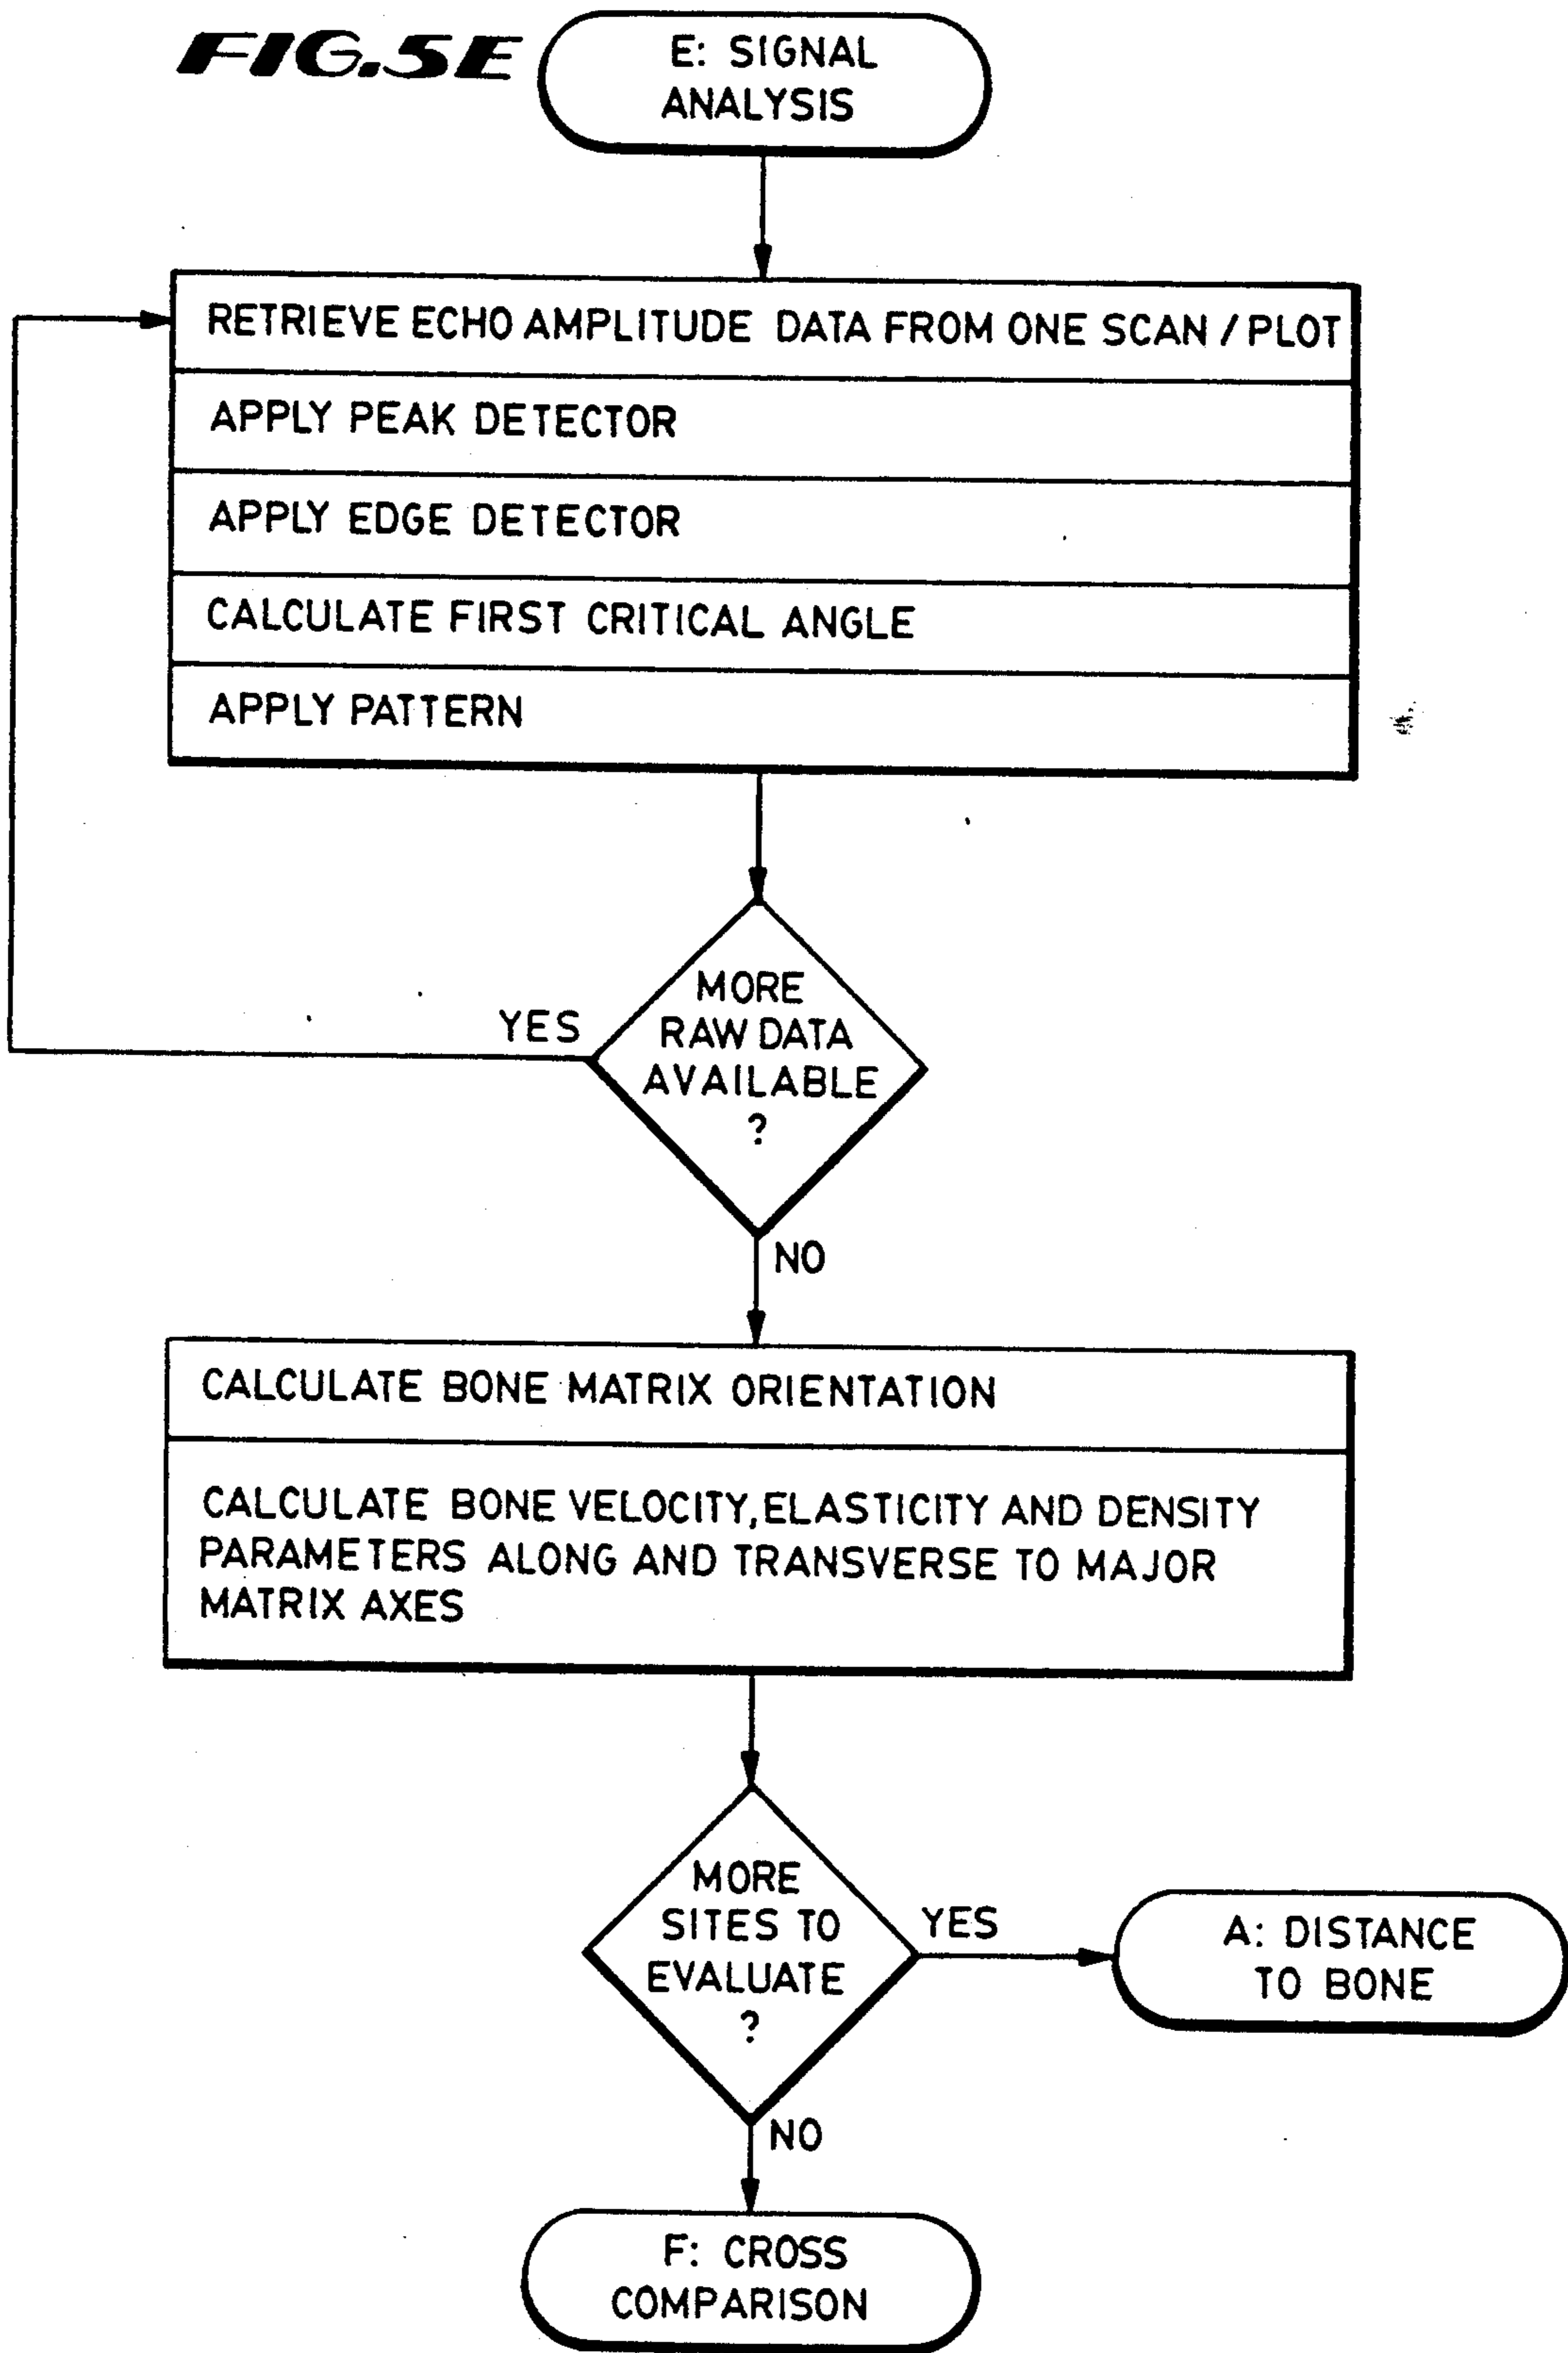 FIG.5E
E: SIGNAL
ANALYSIS
RETRIEVE ECHO AMPLITUDE DATA FROM ONE SCAN / PLOT
APPLY PEAK DETECTOR
APPLY EDGE DETECTOR
CALCULATE FIRST CRITICAL ANGLE
APPLY PATTERN
MORE
RAW DATA
AVAILABLE
?
YES
NO
CALCULATE BONE MATRIX ORIENTATION
CALCULATE BONE VELOCITY, ELASTICITY AND DENSITY
PARAMETERS ALONG AND TRANSVERSE TO MAJOR
MATRIX AXES
MORE
SITES TO
EVALUATE
?
YES
A: DISTANCE
TO BONE
NO
F: CROSS
COMPARISON